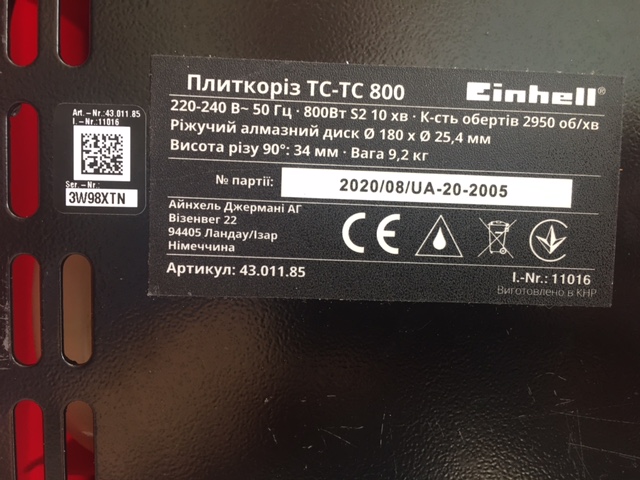 Плиткоріз TC-TC 800
Einhell®
220-240 В~ 50 Гц · 800Вт S2 10 хв · К-сть обертів 2950 об/хв
Ріжучий алмазний диск Ø 180 x Ø 25,4 мм
Висота різу 90°: 34 мм · Вага 9,2 кг
№ партії: 2020/08/UA-20-2005
Айнхель Джермані АГ
Візенвег 22
94405 Ландау/Ізар
Німеччина
CE
Артикул: 43.011.85
I.-Nr.: 11016
Виготовлено в КНР
Art.-Nr.:43.011.85
I.-Nr.: 11016
Ser.-Nr.:
3W98XTN